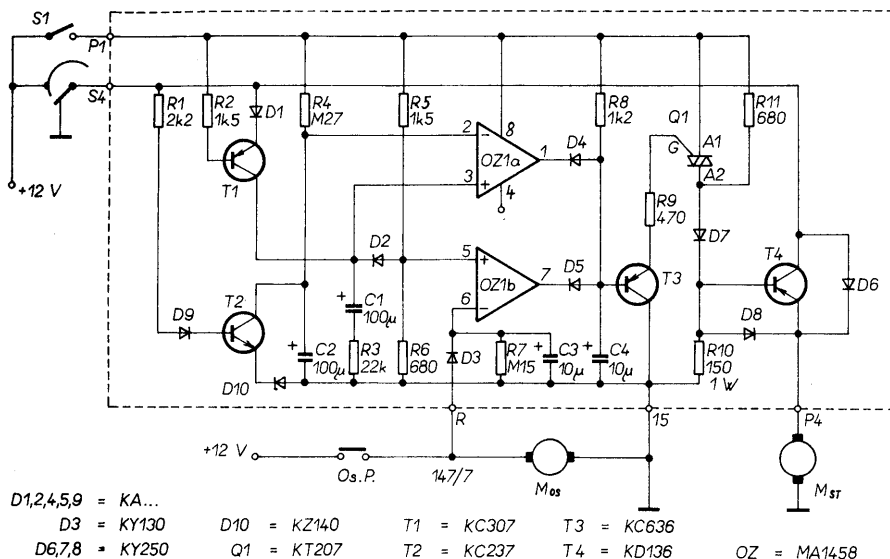 S1
P1
S4
+12 V
R1
2k2
R2
1k5
D1
T1
R4
M27
R5
1k5
2
-
8
OZ1a
1
3
+
4
D4
R8
1k2
Q1
G
A1
A2
R11
680
R9
470
D7
T4
D6
D2
5
+
OZ1b
7
6
-
D5
T3
D8
D9
T2
+
C1
100µ
+
C2
100µ
R3
22k
R6
680
D3
R7
M15
+
C3
10µ
+
C4
10µ
R10
150
1 W
D10
R
15
P4
+12 V
Os.P.
147/7
MOS
MST
D1,2,4,5,9 = KA...
D3 = KY130 D10 = KZ140 T1 = KC307 T3 = KC636
D6,7,8 = KY250 Q1 = KT207 T2 = KC237 T4 = KD136 OZ = MA1458